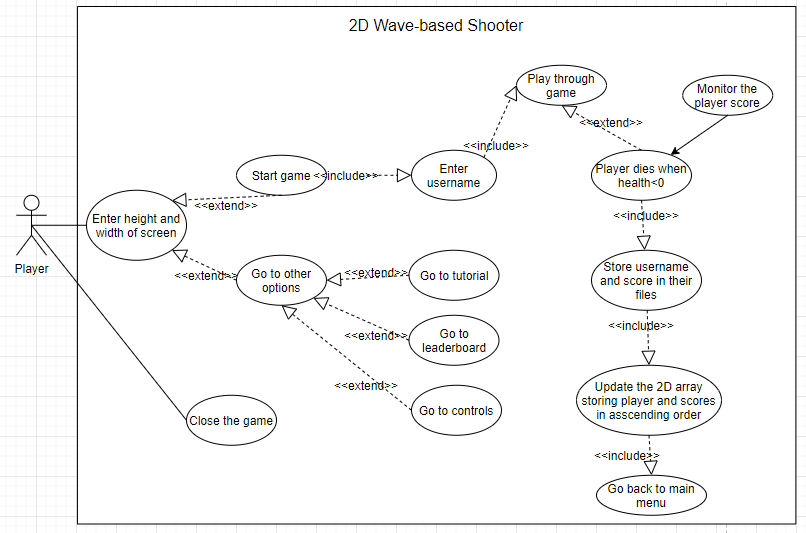 2D Wave-based Shooter
Play through
game
Monitor the
player score
<<extend>>
<<include>>
Start game
<<include>>
Enter
username
Player dies when
health<0
<<extend>>
Enter height and
width of screen
<<include>>
Player
<<extend>>
Go to other
options
<<extend>>
Go to tutorial
Store username
and score in their
files
<<include>>
<<extend>>
Go to
leaderboard
<<extend>>
Go to controls
Update the 2D array
storing player and scores
in asscending order
Close the game
<<include>>
Go back to main
menu